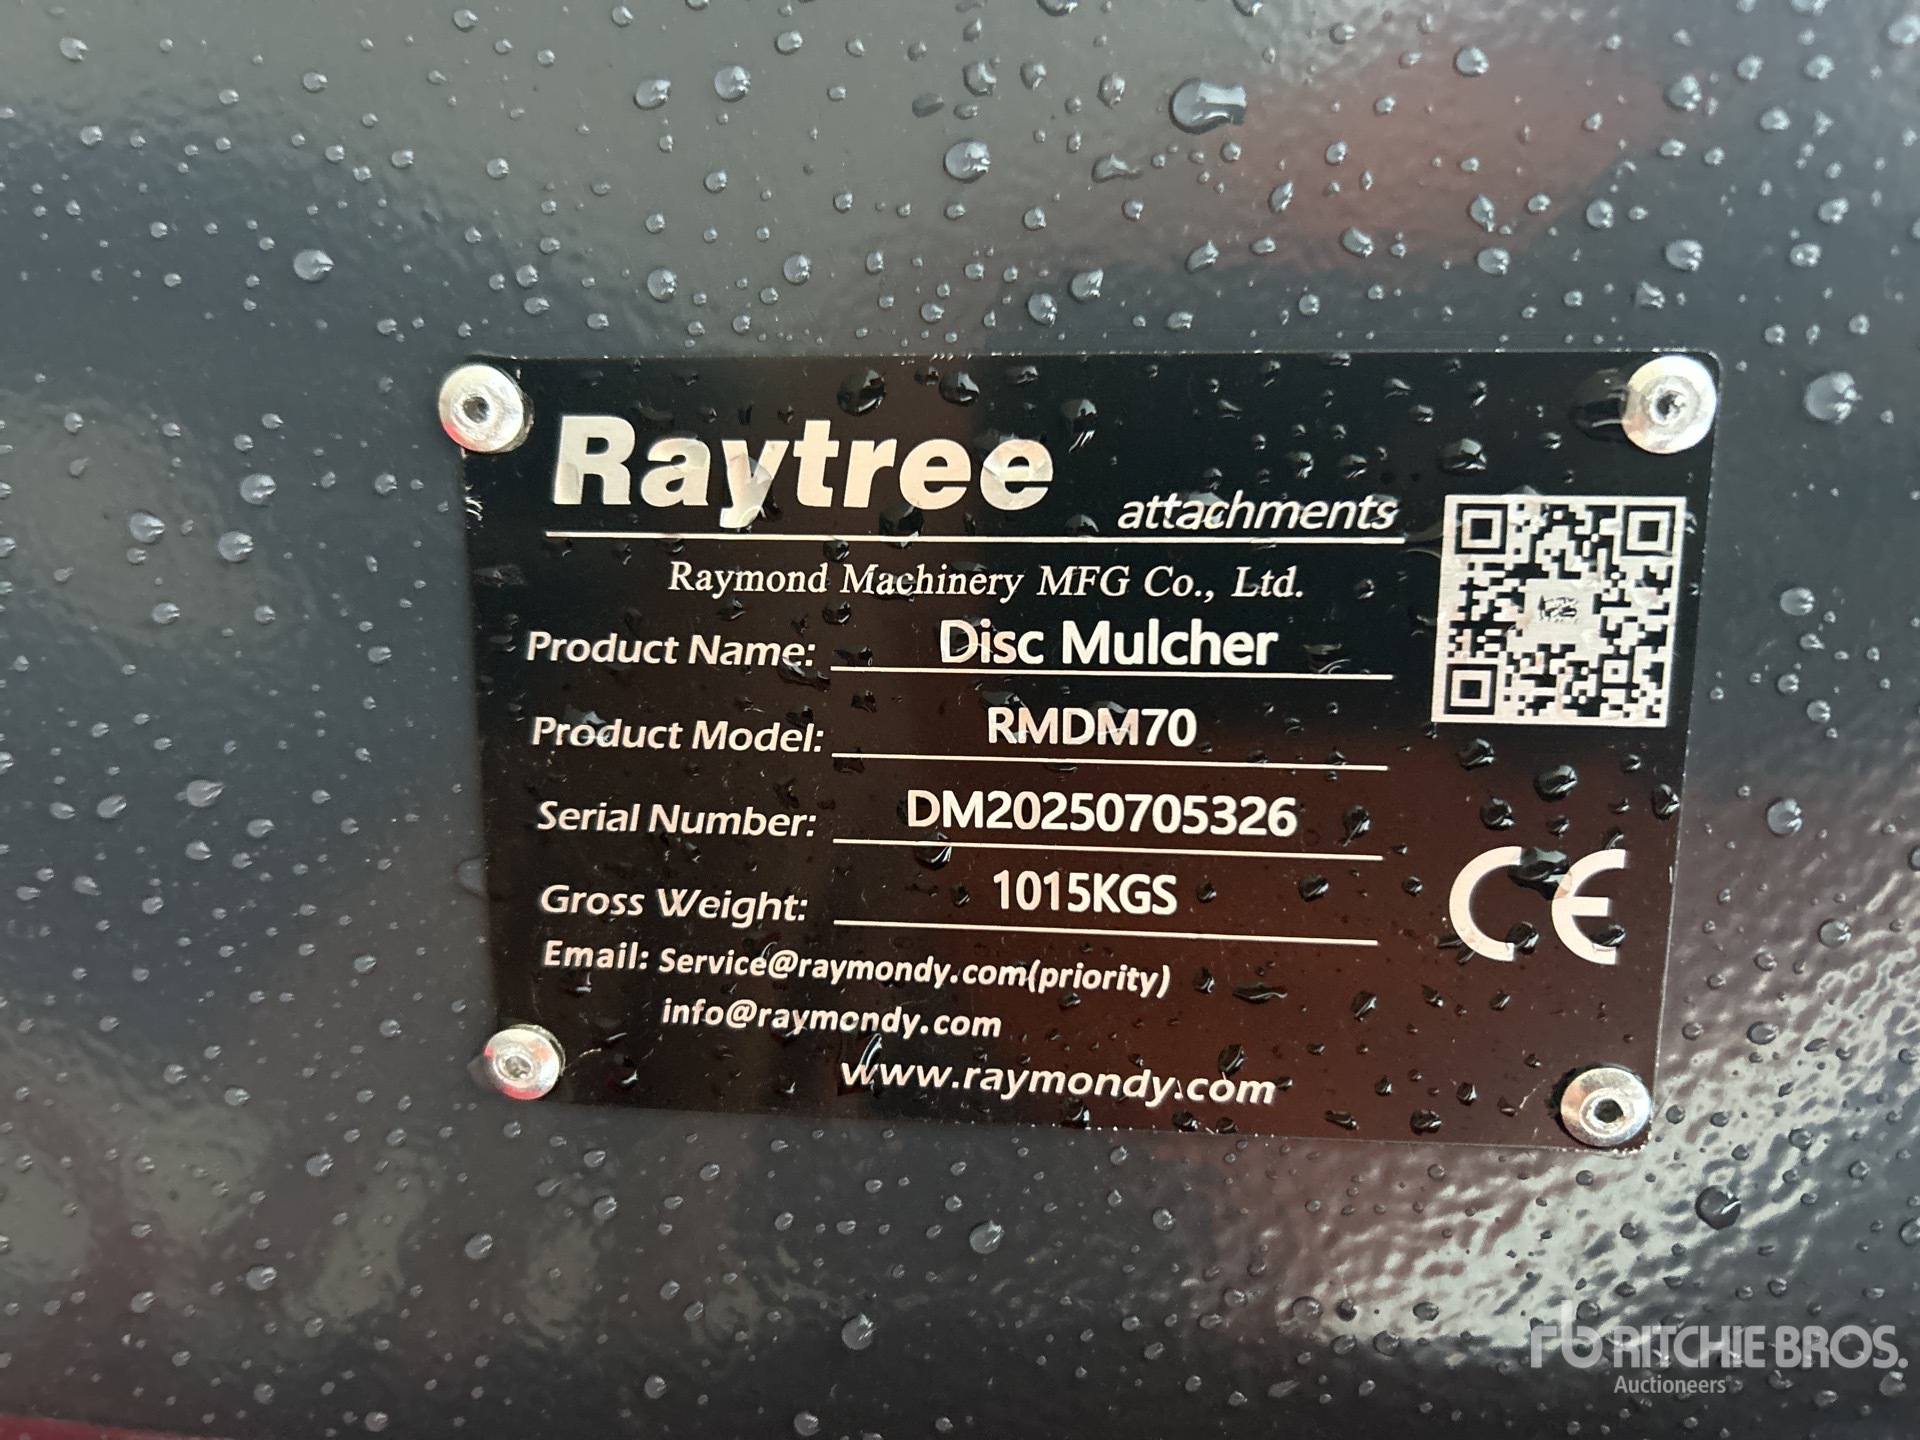 Raytree
attachments
Raymond Machinery MFG Co., Ltd.
Product Name: Disc Mulcher
Product Model: RMDM70
Serial Number: DM20250705326
Gross Weight: 1015KGS
CE
Email: Service@raymondy.com(priority)
info@raymondy.com
www.raymondy.com
rb RITCHIE BROS.
Auctioneers